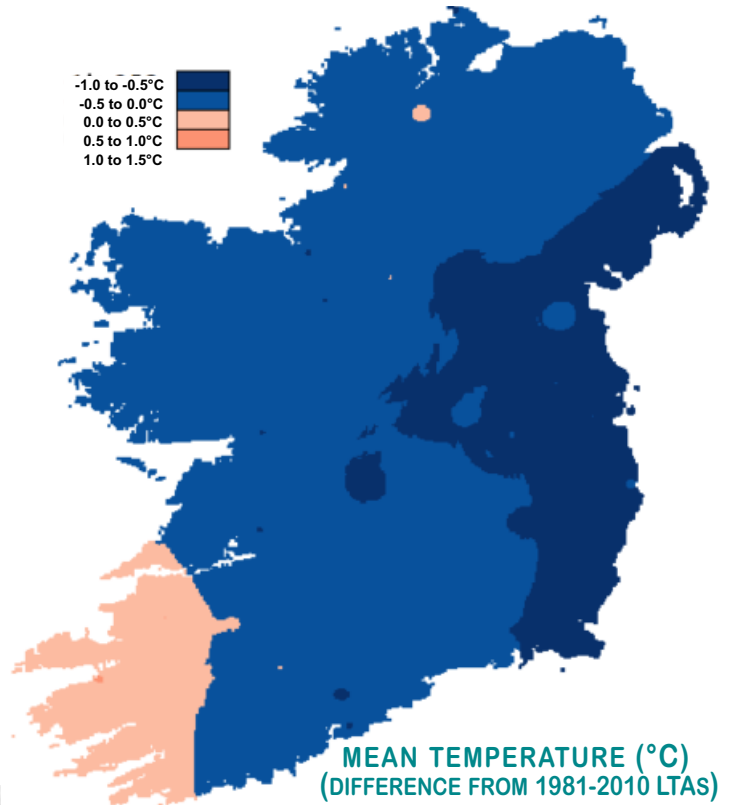 -1.0 to -0.5°C
-0.5 to 0.0°C
0.0 to 0.5°C
0.5 to 1.0°C
1.0 to 1.5°C
MEAN TEMPERATURE (°C)
(DIFFERENCE FROM 1981-2010 LTAs)